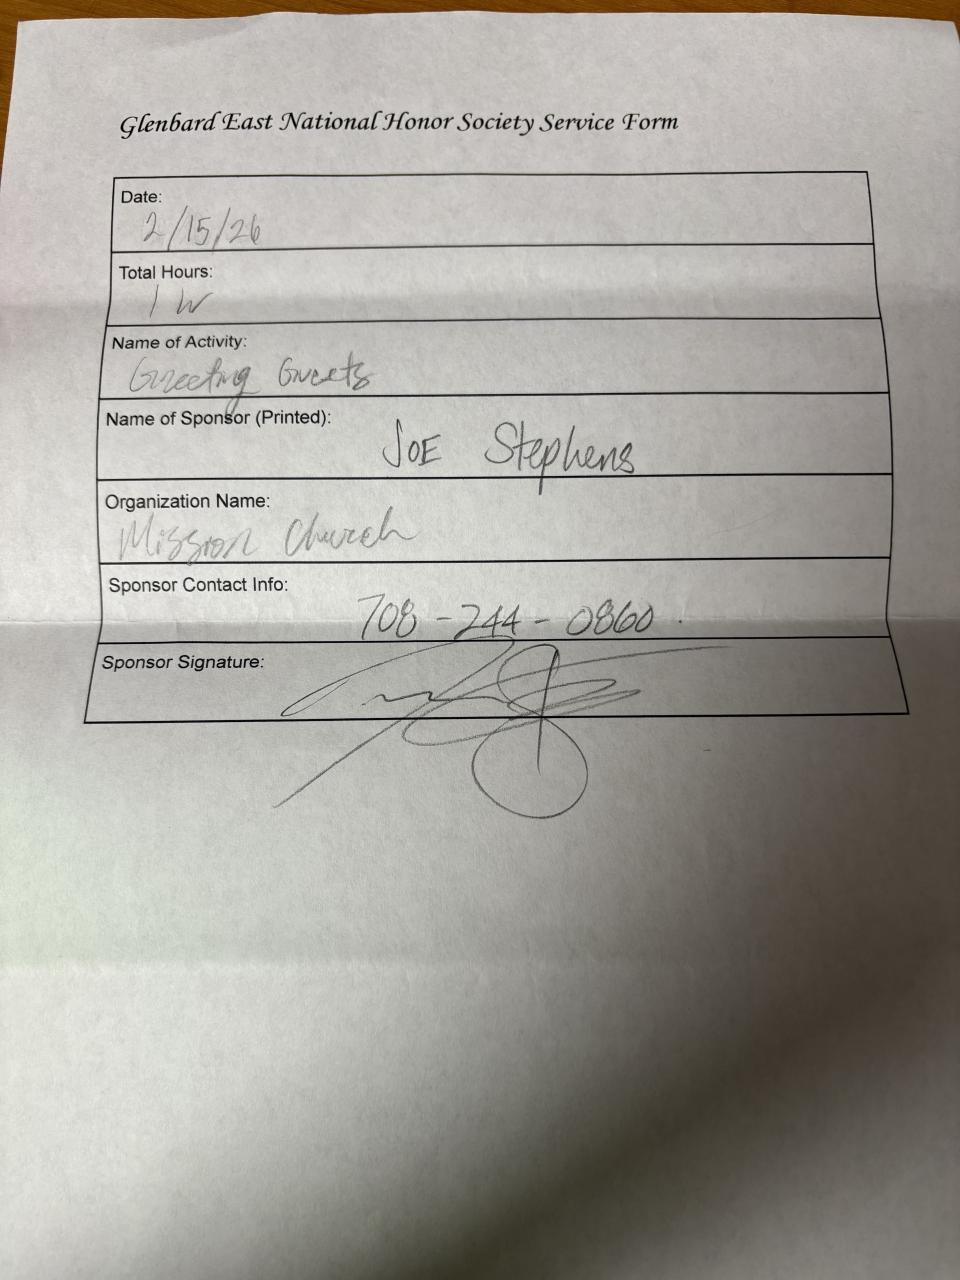 Glenbard East National Honor Society Service Form
Date:
2/15/26
Total Hours:
1 hr
Name of Activity:
Greeting Guests
Name of Sponsor (Printed):
JOE Stephens
Organization Name:
Mission Church
Sponsor Contact Info:
708-244-0860
Sponsor Signature: